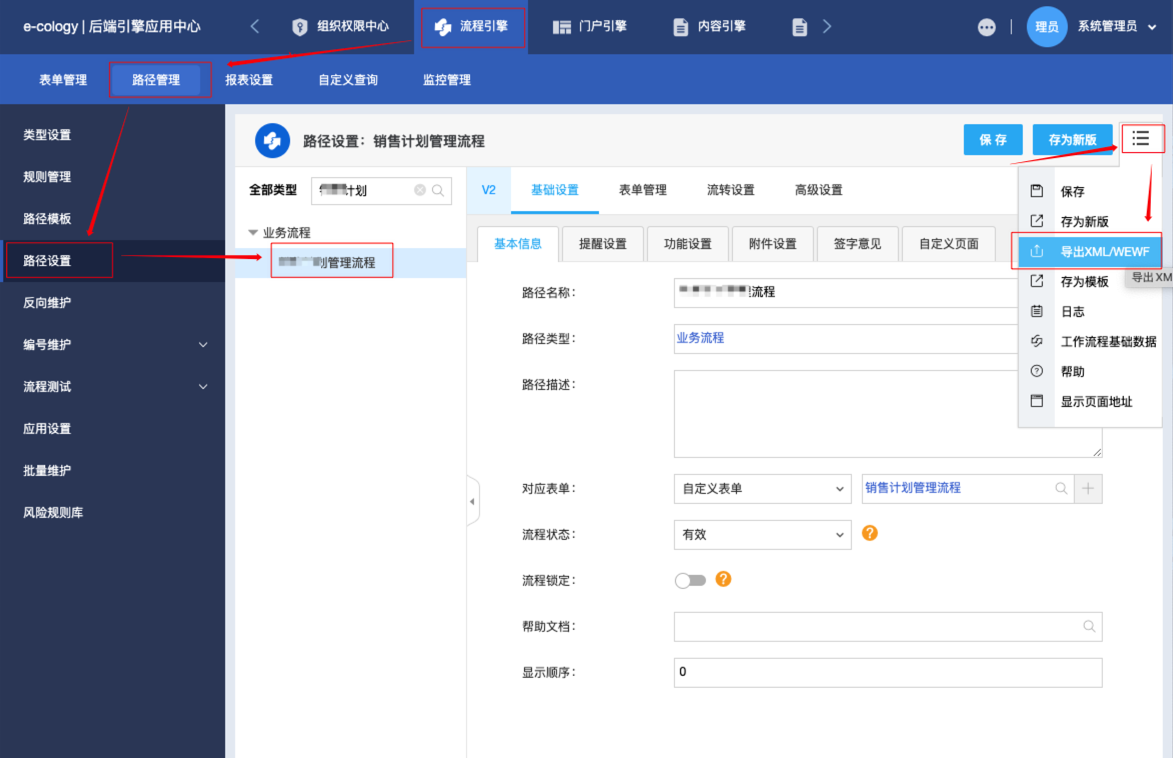 e-cology | 后端引擎应用中心
组织权限中心
流程引擎
门户引擎
内容引擎
理员
系统管理员
表单管理
路径管理
报表设置
自定义查询
监控管理
类型设置
规则管理
路径模板
路径设置
反向维护
编号维护
流程测试
应用设置
批量维护
风险规则库
路径设置：销售计划管理流程
保 存
存为新版
全部类型
计划
业务流程
管理流程
V2
基础设置
表单管理
流转设置
高级设置
基本信息
提醒设置
功能设置
附件设置
签字意见
自定义页面
路径名称：
流程
路径类型：
业务流程
路径描述：
对应表单：
自定义表单
销售计划管理流程
流程状态：
有效
?
流程锁定：
?
帮助文档：
显示顺序：
0
保存
存为新版
导出XML/WEWF
存为模板
导出 XM
日志
工作流程基础数据
帮助
显示页面地址